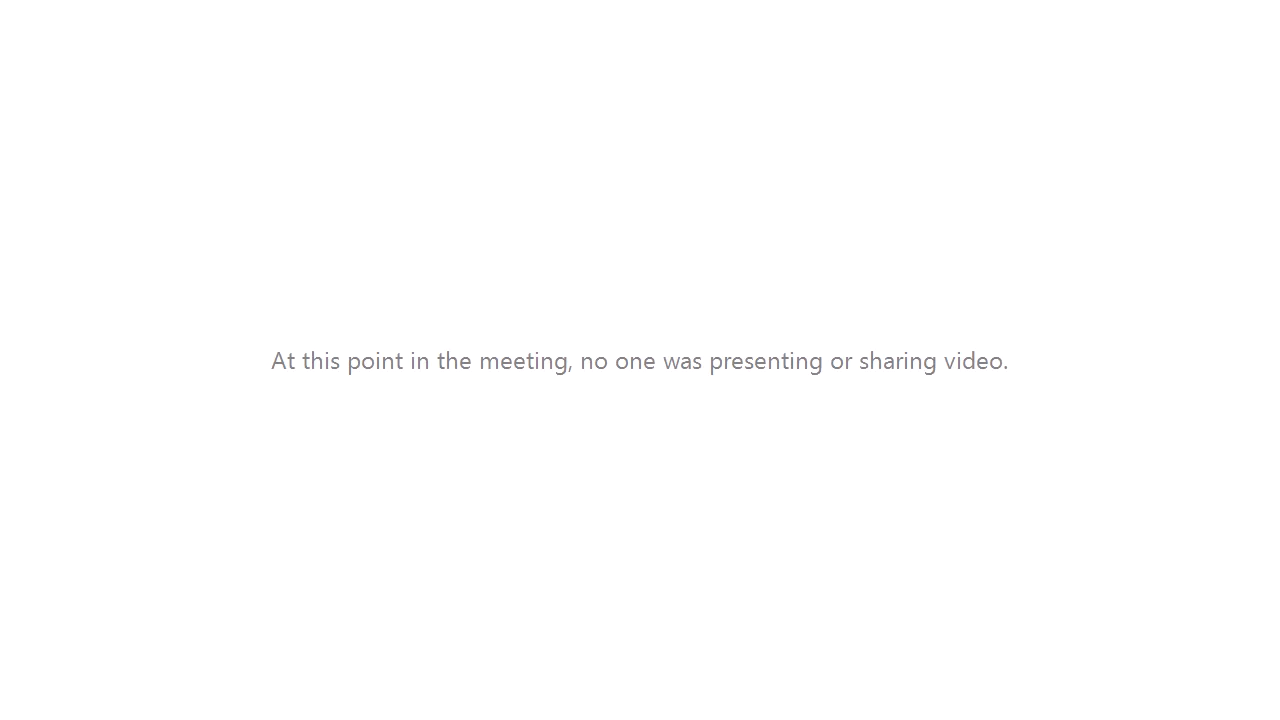 At this point in the meeting, no one was presenting or sharing video.